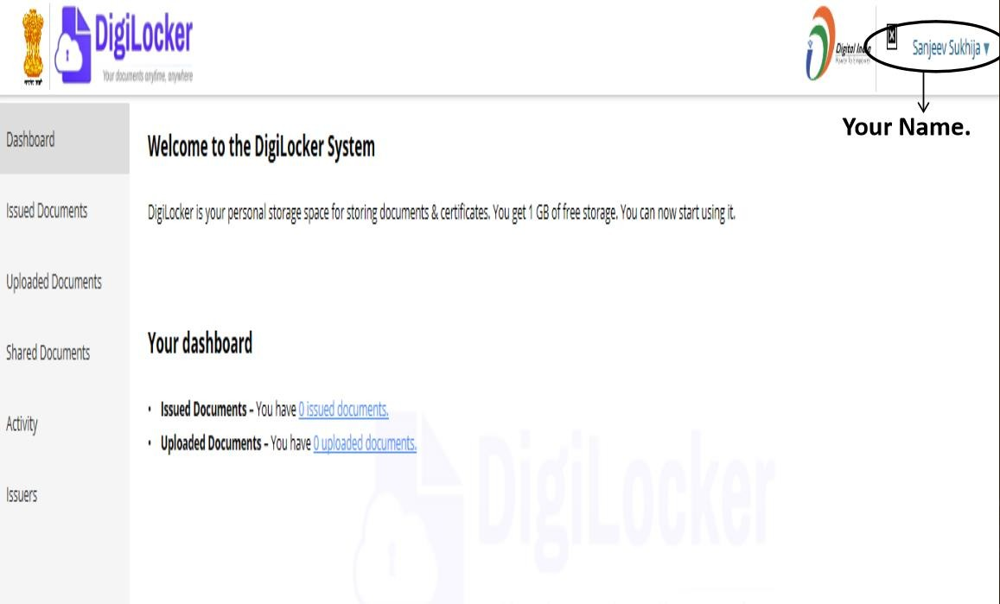 DigiLocker
Your documents anytime, anywhere
Digital India
Power To Empower
Sanjeev Sukhija ▼
Your Name.
Dashboard
Issued Documents
Uploaded Documents
Shared Documents
Activity
Issuers
Welcome to the DigiLocker System
DigiLocker is your personal storage space for storing documents & certificates. You get 1 GB of free storage. You can now start using it.
Your dashboard
• Issued Documents – You have 0 issued documents.
• Uploaded Documents – You have 0 uploaded documents.
DigiLocker